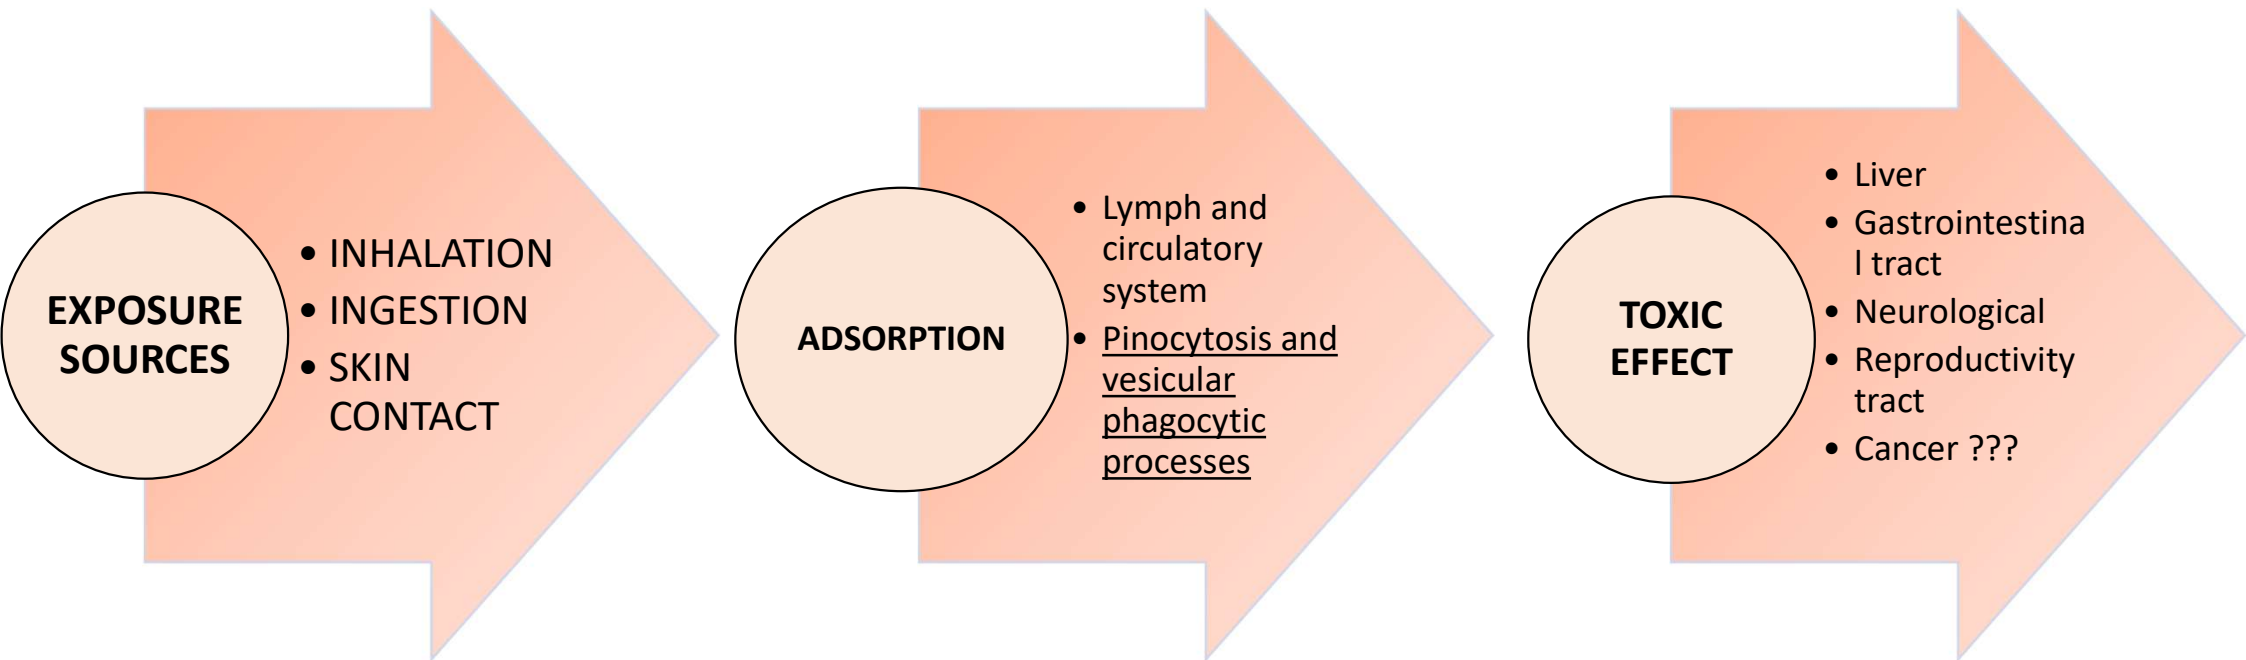 EXPOSURE
SOURCES
• INHALATION
• INGESTION
• SKIN
CONTACT
ADSORPTION
• Lymph and
circulatory
system
• Pinocytosis and
vesicular
phagocytic
processes
TOXIC
EFFECT
• Liver
• Gastrointestina
l tract
• Neurological
• Reproductivity
tract
• Cancer ???